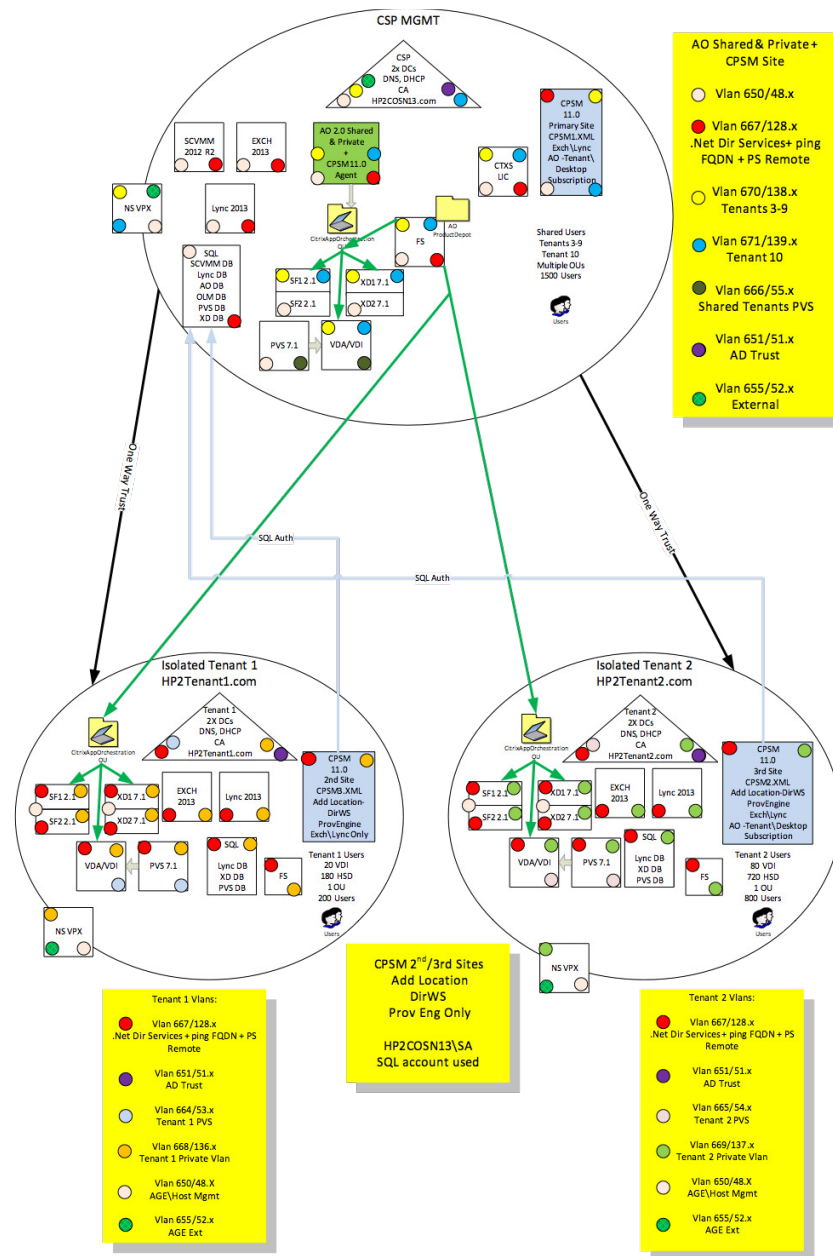 CSP MGMT
CSP
2x DCs
DNS, DHCP
CA
HP2COSN13.com
SCVMM
2012 R2
EXCH
2013
AO 2.0 Shared
& Private
+
CPSM11.0
Agent
CTXS
LIC
CPSM
11.0
Primary Site
CPSM1.XML
Exch\Lync
AO -Tenant\
Desktop
Subscription
NS VPX
Lync 2013
CitrixAppOrchestration
OU
FS
AO
ProductDepot
SQL
SCVMM DB
Lync DB
AO DB
OLM DB
PVS DB
XD DB
SF1 2.1
SF2 2.1
XD1 7.1
XD2 7.1
PVS 7.1
VDA/VDI
Shared Users
Tenants 3-9
Tenant 10
Multiple OUs
1500 Users
Users
AO Shared & Private +
CPSM Site
Vlan 650/48.x
Vlan 667/128.x
.Net Dir Services+ ping
FQDN + PS Remote
Vlan 670/138.x
Tenants 3-9
Vlan 671/139.x
Tenant 10
Vlan 666/55.x
Shared Tenants PVS
Vlan 651/51.x
AD Trust
Vlan 655/52.x
External
One Way Trust
One Way Trust
SQL Auth
SQL Auth
Isolated Tenant 1
HP2Tenant1.com
Tenant 1
2X DCs
DNS, DHCP
CA
HP2Tenant1.com
CitrixAppOrchestration
OU
SF1 2.1
SF2 2.1
XD1 7.1
XD2 7.1
EXCH
2013
Lync 2013
CPSM
11.0
2nd Site
CPSM3.XML
Add Location-
DirWS
ProvEngine
Exch\Lync Only
VDA/VDI
PVS 7.1
SQL
Lync DB
XD DB
PVS DB
FS
Tenant 1 Users
20 VDI
180 HSD
1 OU
200 Users
Users
NS VPX
Isolated Tenant 2
HP2Tenant2.com
Tenant 2
2X DCs
DNS, DHCP
CA
HP2Tenant2.com
CitrixAppOrchestration
OU
SF1 2.1
SF2 2.1
XD1 7.1
XD2 7.1
EXCH
2013
Lync 2013
CPSM
11.0
3rd Site
CPSM2.XML
Add Location-DirWS
ProvEngine
Exch\Lync
AO -Tenant\Desktop
Subscription
VDA/VDI
PVS 7.1
SQL
Lync DB
XD DB
PVS DB
FS
Tenant 2 Users
80 VDI
720 HSD
1 OU
800 Users
Users
NS VPX
CPSM 2nd/3rd Sites
Add Location
DirWS
Prov Eng Only
HP2COSN13\SA
SQL account used
Tenant 1 Vlans:
Vlan 667/128.x
.Net Dir Services + ping FQDN + PS
Remote
Vlan 651/51.x
AD Trust
Vlan 664/53.x
Tenant 1 PVS
Vlan 668/136.x
Tenant 1 Private Vlan
Vlan 650/48.X
AGE\Host Mgmt
Vlan 655/52.x
AGE Ext
Tenant 2 Vlans:
Vlan 667/128.x
.Net Dir Services+ ping FQDN + PS
Remote
Vlan 651/51.x
AD Trust
Vlan 665/54.x
Tenant 2 PVS
Vlan 669/137.x
Tenant 2 Private Vlan
Vlan 650/48.x
AGE\Host Mgmt
Vlan 655/52.x
AGE Ext